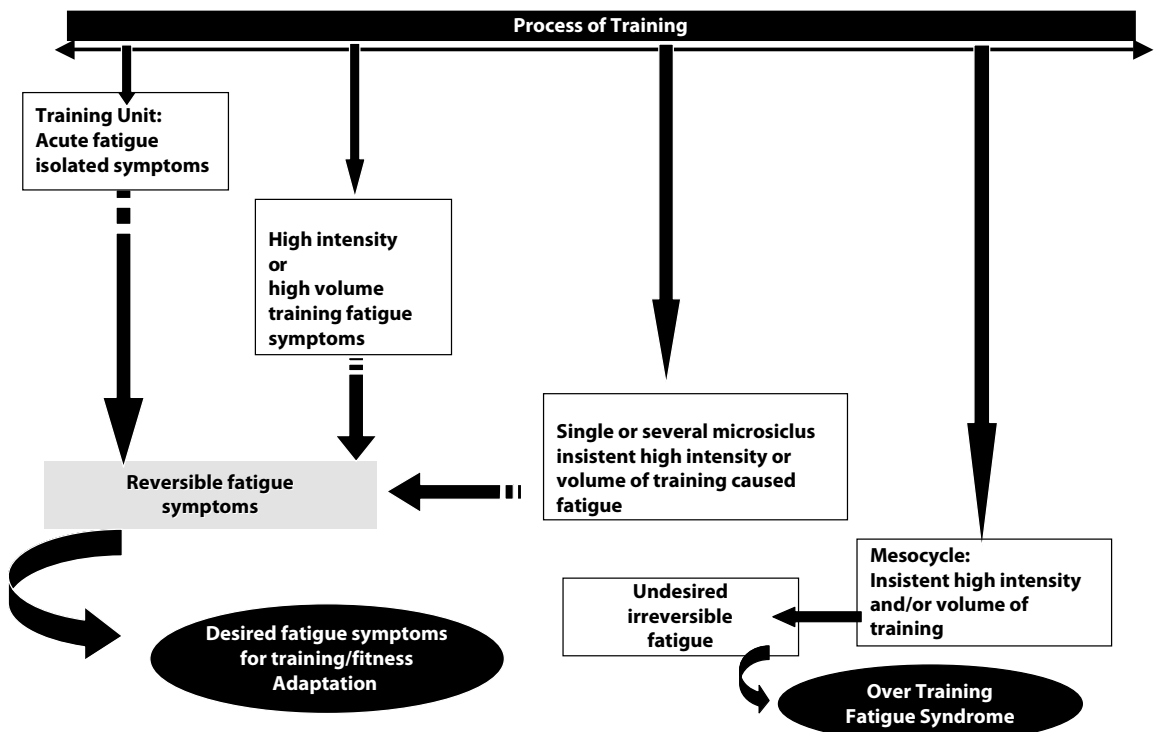 Process of Training
Training Unit:
Acute fatigue
isolated symptoms
High intensity
or
high volume
training fatigue
symptoms
Single or several microsiclus
insistent high intensity or
volume of training caused
fatigue
Reversible fatigue
symptoms
Mesocycle:
Insistent high intensity
and/or volume of
training
Undesired
irreversible
fatigue
Desired fatigue symptoms
for training/fitness
Adaptation
Over Training
Fatigue Syndrome